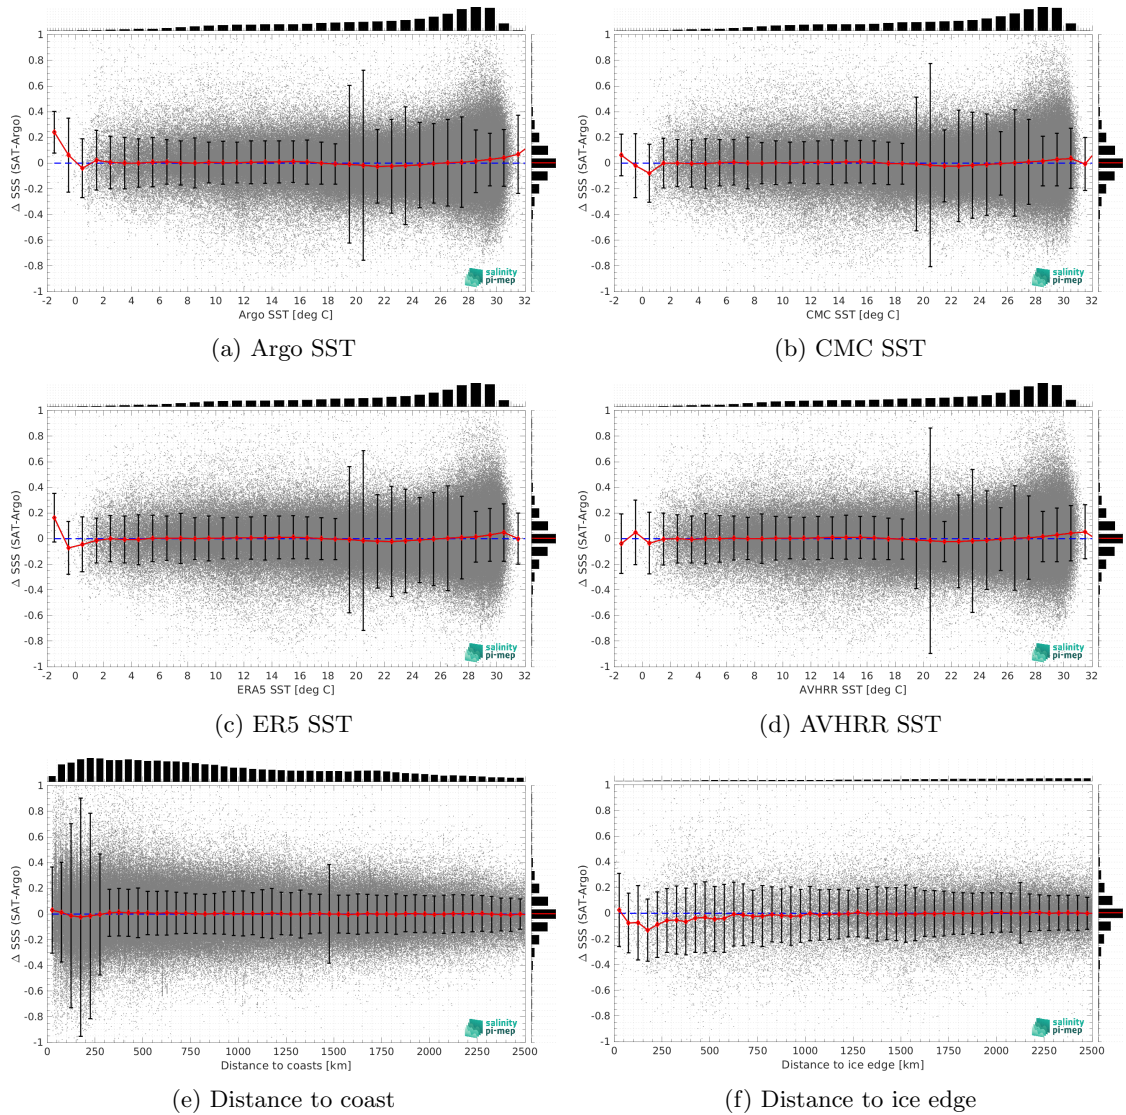 1
0.8
0.6
0.4
0.2
0
-0.2
-0.4
-0.6
-0.8
-1
Δ SSS (SAT-Argo)
salinity
pi-mep
-2 0 2 4 6 8 10 12 14 16 18 20 22 24 26 28 30 32
Argo SST [deg C]
(a) Argo SST
1
0.8
0.6
0.4
0.2
0
-0.2
-0.4
-0.6
-0.8
-1
Δ SSS (SAT-Argo)
salinity
pi-mep
-2 0 2 4 6 8 10 12 14 16 18 20 22 24 26 28 30 32
CMC SST [deg C]
(b) CMC SST
1
0.8
0.6
0.4
0.2
0
-0.2
-0.4
-0.6
-0.8
-1
Δ SSS (SAT-Argo)
salinity
pi-mep
-2 0 2 4 6 8 10 12 14 16 18 20 22 24 26 28 30 32
ERA5 SST [deg C]
(c) ER5 SST
1
0.8
0.6
0.4
0.2
0
-0.2
-0.4
-0.6
-0.8
-1
Δ SSS (SAT-Argo)
salinity
pi-mep
-2 0 2 4 6 8 10 12 14 16 18 20 22 24 26 28 30 32
AVHRR SST [deg C]
(d) AVHRR SST
1
0.8
0.6
0.4
0.2
0
-0.2
-0.4
-0.6
-0.8
-1
Δ SSS (SAT-Argo)
salinity
pi-mep
0 250 500 750 1000 1250 1500 1750 2000 2250 2500
Distance to coasts [km]
(e) Distance to coast
1
0.8
0.6
0.4
0.2
0
-0.2
-0.4
-0.6
-0.8
-1
Δ SSS (SAT-Argo)
salinity
pi-mep
0 250 500 750 1000 1250 1500 1750 2000 2250 2500
Distance to ice edge [km]
(f) Distance to ice edge